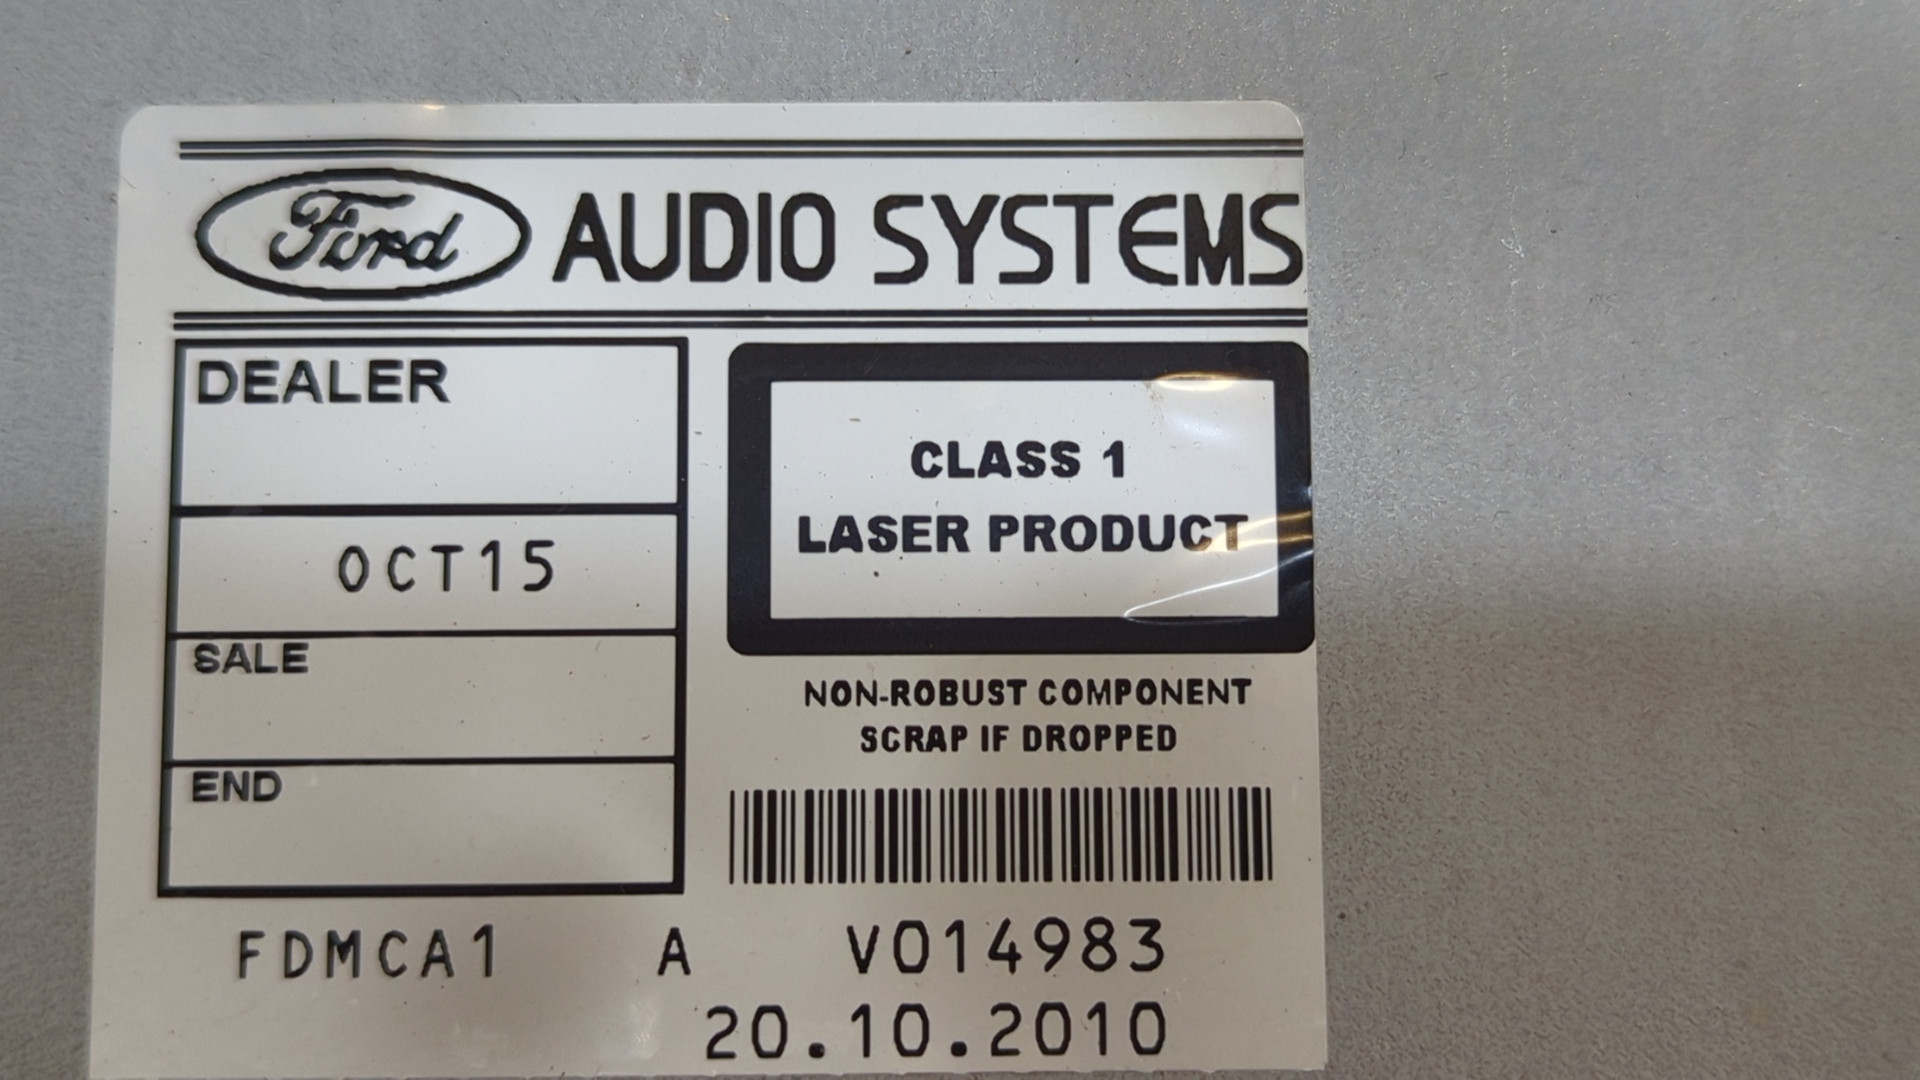 Ford AUDIO SYSTEMS
DEALER
OCT15
SALE
END
CLASS 1
LASER PRODUCT
NON-ROBUST COMPONENT
SCRAP IF DROPPED
FDMCA1 A V014983
20.10.2010